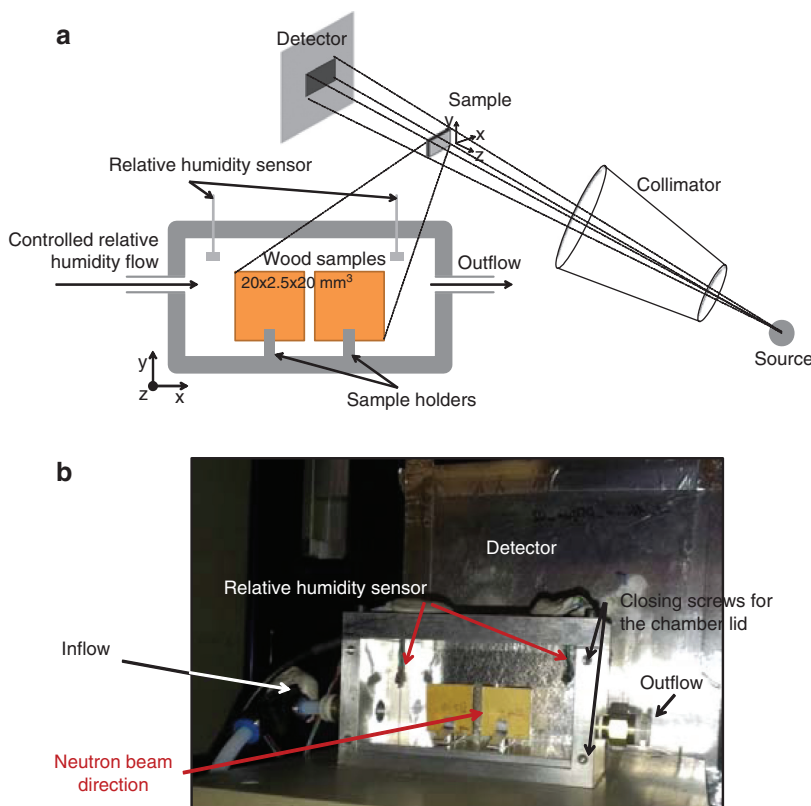 a
Detector
Sample
y
x
z
Relative humidity sensor
Collimator
Controlled relative
humidity flow
Wood samples
20x2.5x20 mm³
Outflow
Source
y
z
x
Sample holders
b
Detector
Relative humidity sensor
Closing screws for
the chamber lid
Inflow
Outflow
Neutron beam
direction